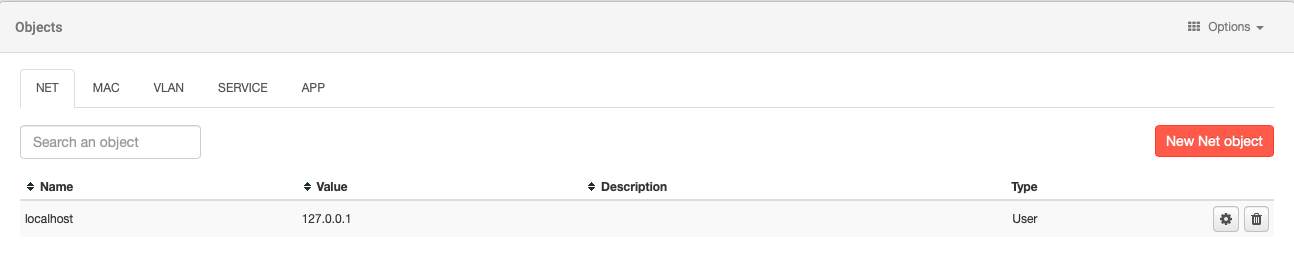 Objects
Options
NET MAC VLAN SERVICE APP
Search an object
New Net object
Name Value Description Type
localhost 127.0.0.1 User